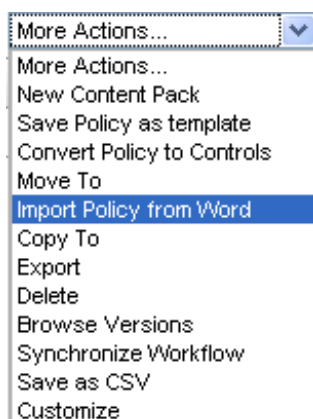 More Actions...
More Actions...
New Content Pack
Save Policy as template
Convert Policy to Controls
Move To
Import Policy from Word
Copy To
Export
Delete
Browse Versions
Synchronize Workflow
Save as CSV
Customize